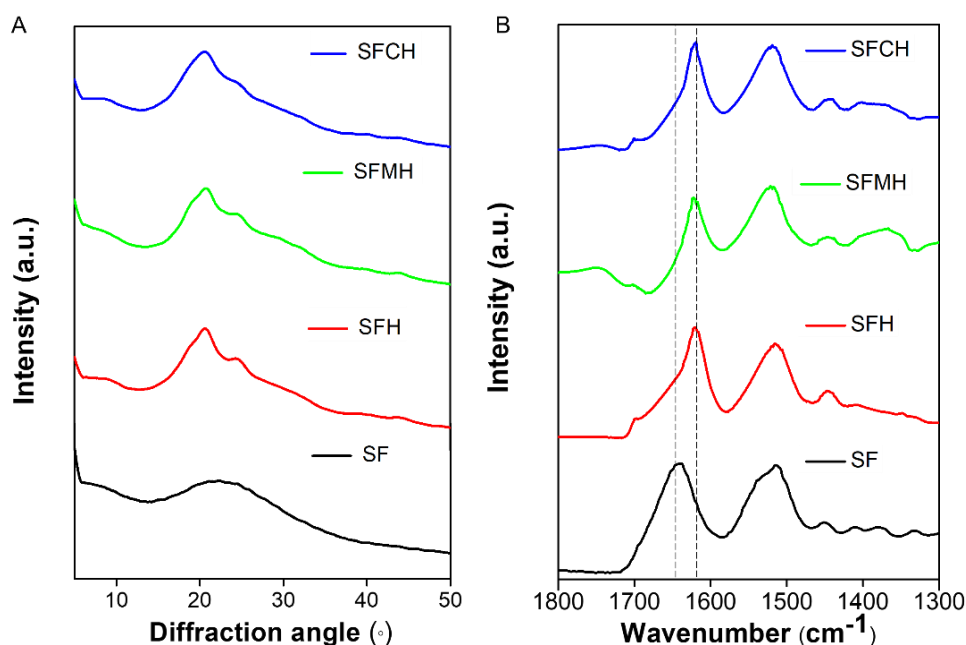 A
Intensity (a.u.)
SFCH
SFMH
SFH
SF
10 20 30 40 50
Diffraction angle (◦)
B
Intensity (a.u.)
SFCH
SFMH
SFH
SF
1800 1700 1600 1500 1400 1300
Wavenumber (cm⁻¹)